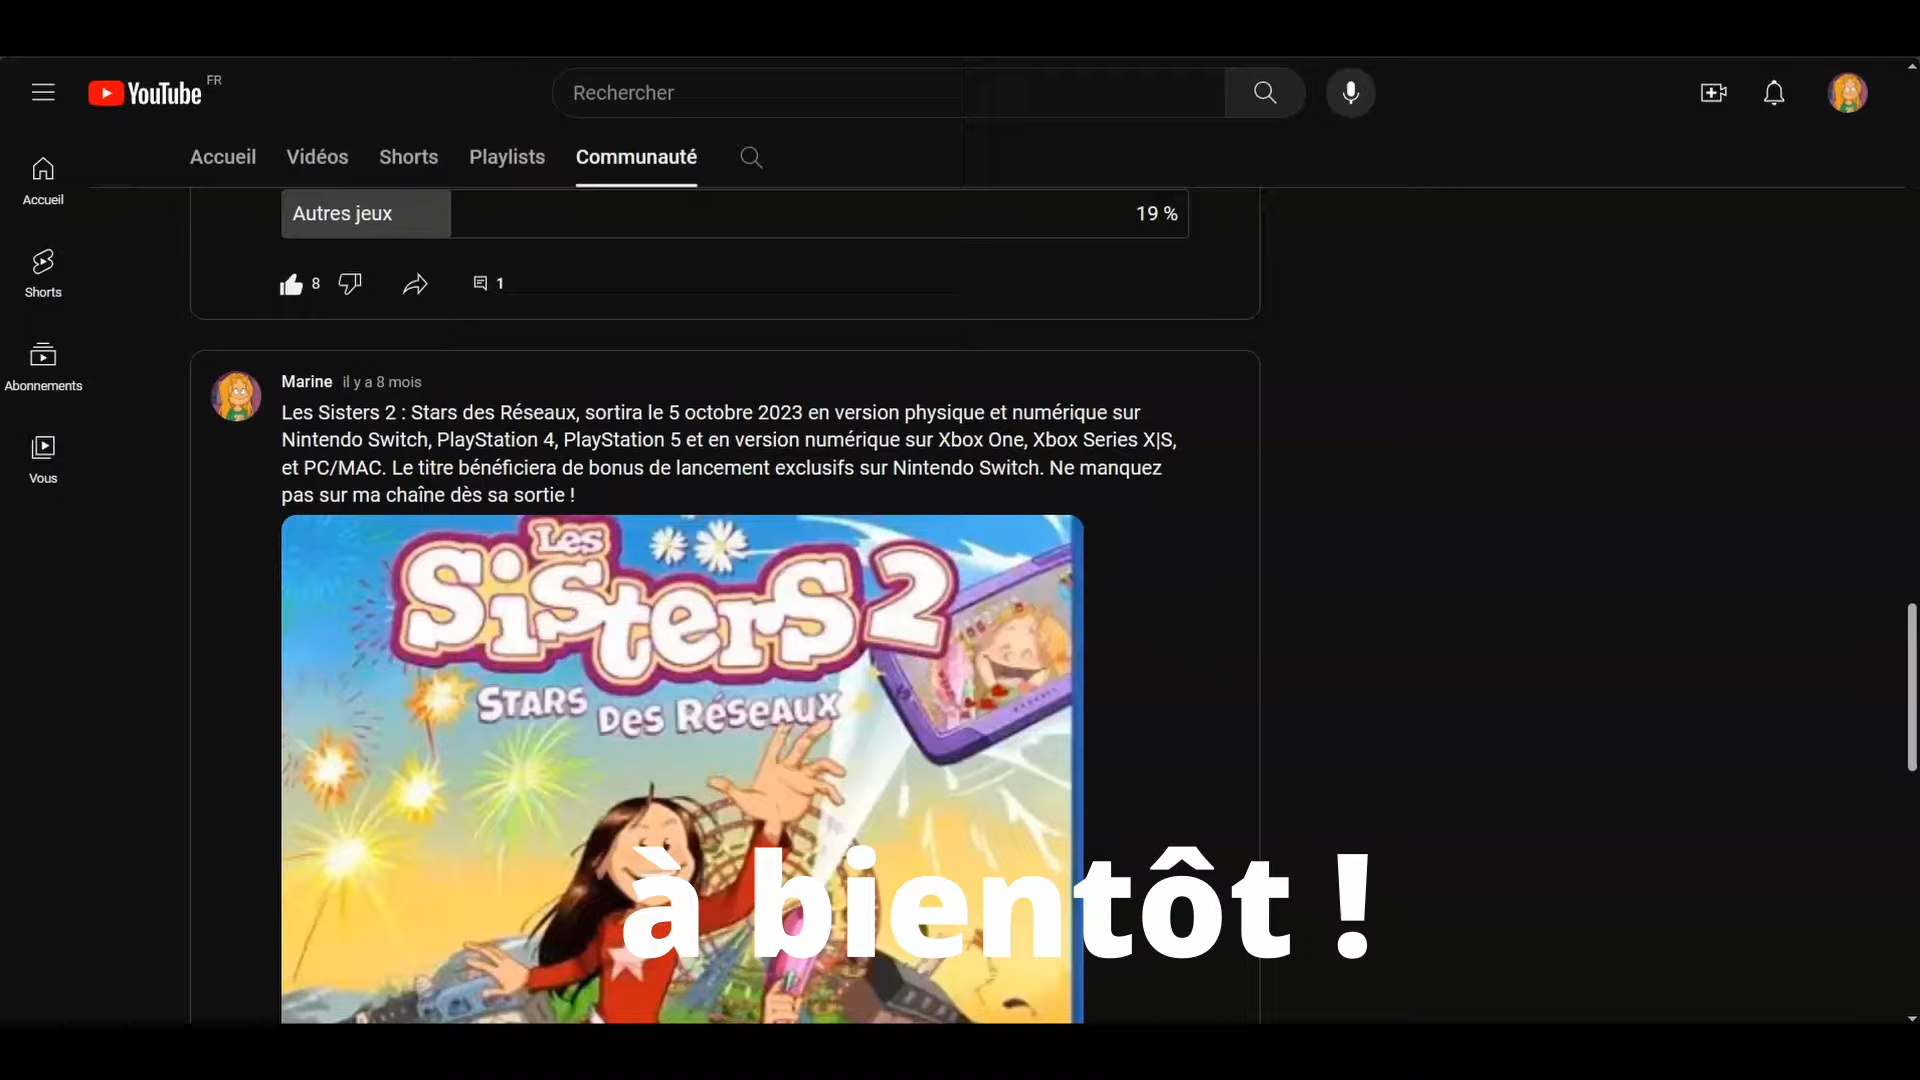 YouTube FR
Rechercher
Accueil Vidéos Shorts Playlists Communauté
Accueil
Shorts
Abonnements
Vous
Autres jeux 19 %
8 1
Marine il y a 8 mois
Les Sisters 2 : Stars des Réseaux, sortira le 5 octobre 2023 en version physique et numérique sur
Nintendo Switch, PlayStation 4, PlayStation 5 et en version numérique sur Xbox One, Xbox Series X|S,
et PC/MAC. Le titre bénéficiera de bonus de lancement exclusifs sur Nintendo Switch. Ne manquez
pas sur ma chaîne dès sa sortie !
Les
SiSterS 2
STARS DES RÉSEAUX
à bientôt !